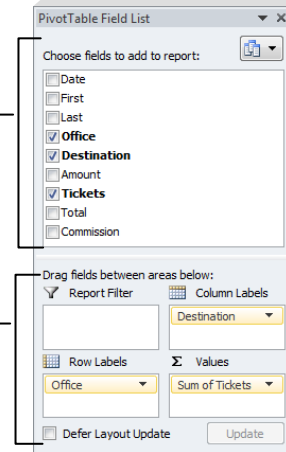 PivotTable Field List
Choose fields to add to report:
Date
First
Last
Office
Destination
Amount
Tickets
Total
Commission
Drag fields between areas below:
Report Filter
Column Labels
Destination
Row Labels
Σ Values
Office
Sum of Tickets
Defer Layout Update
Update